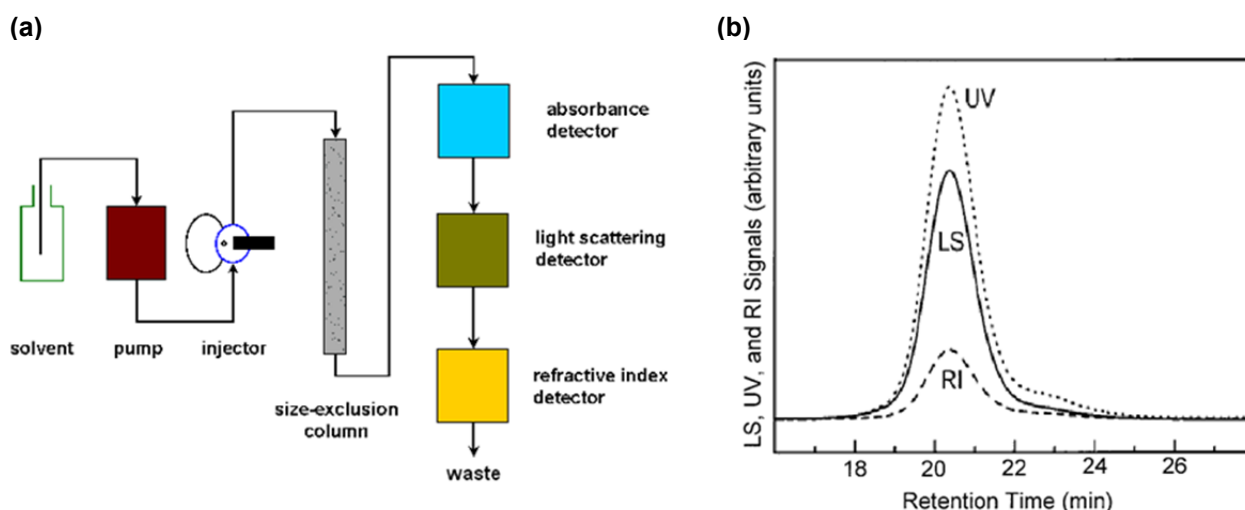 (a)
solvent
pump
injector
size-exclusion
column
absorbance
detector
light scattering
detector
refractive index
detector
waste
(b)
LS, UV, and RI Signals (arbitrary units)
UV
LS
RI
18 20 22 24 26
Retention Time (min)